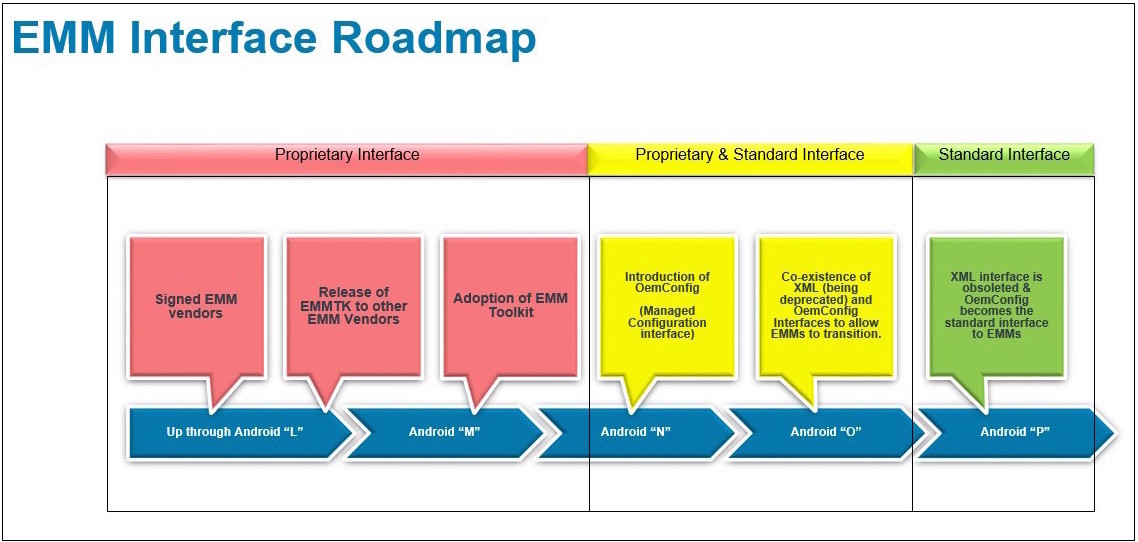 EMM Interface Roadmap
Proprietary Interface
Proprietary & Standard Interface
Standard Interface
Signed EMM
vendors
Release of
EMMTK to other
EMM Vendors
Adoption of EMM
Toolkit
Introduction of
OemConfig
(Managed
Configuration
interface)
Co-existence of
XML (being
deprecated) and
OemConfig
Interfaces to allow
EMMs to transition.
XML interface is
obsoleted &
OemConfig
becomes the
standard interface
to EMMs
Up through Android “L”
Android “M”
Android “N”
Android “O”
Android “P”